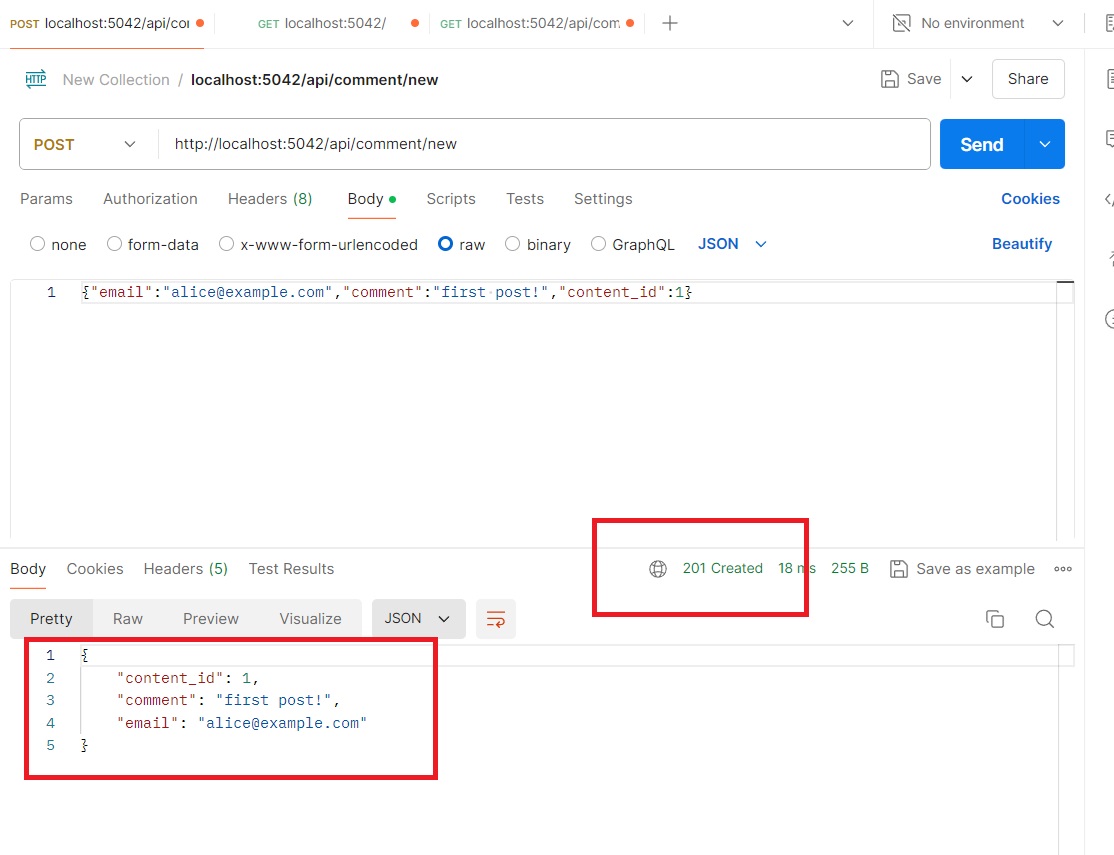 POST localhost:5042/api/cor GET localhost:5042/ GET localhost:5042/api/com No environment
HTTP New Collection / localhost:5042/api/comment/new Save Share
POST http://localhost:5042/api/comment/new Send
Params Authorization Headers (8) Body Scripts Tests Settings Cookies
none form-data x-www-form-urlencoded raw binary GraphQL JSON Beautify
1 {"email":"alice@example.com","comment":"first post!","content_id":1}
Body Cookies Headers (5) Test Results 201 Created 18 ms 255 B Save as example
Pretty Raw Preview Visualize JSON
1 {
2 "content_id": 1,
3 "comment": "first post!",
4 "email": "alice@example.com"
5 }